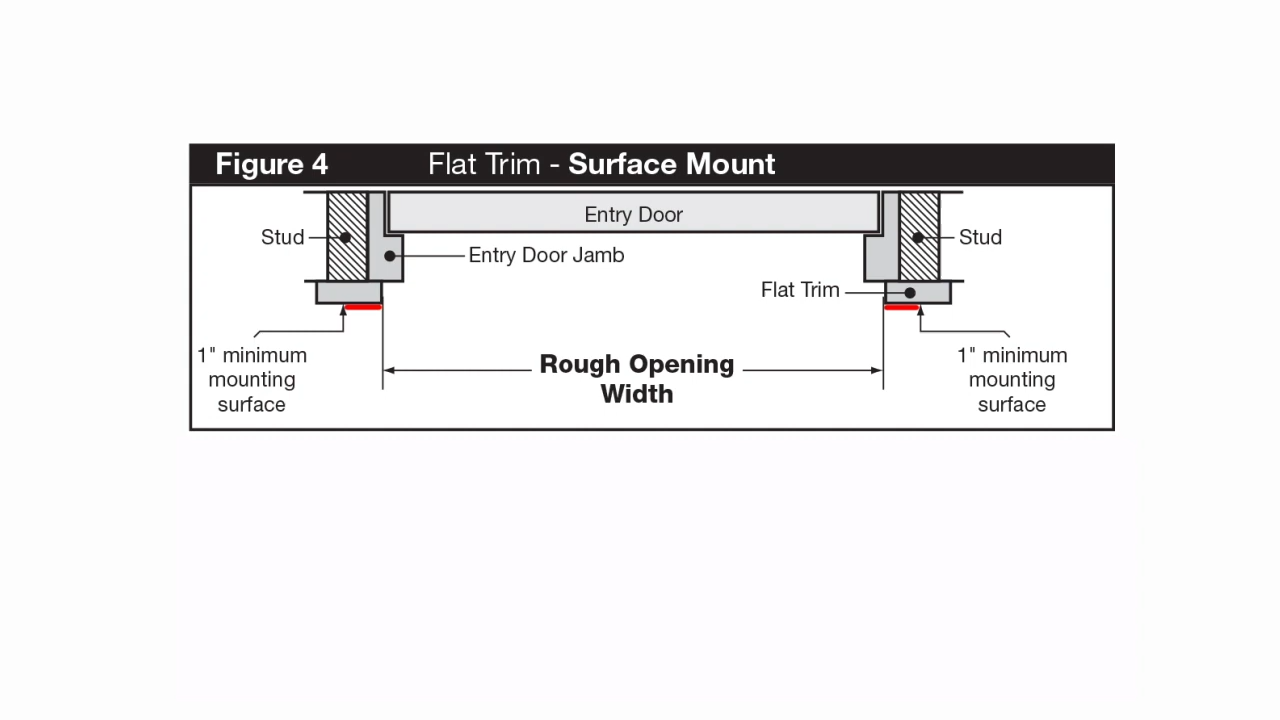 Figure 4 Flat Trim - Surface Mount
Entry Door
Stud
Stud
Entry Door Jamb
Flat Trim
1" minimum
mounting
surface
Rough Opening
Width
1" minimum
mounting
surface